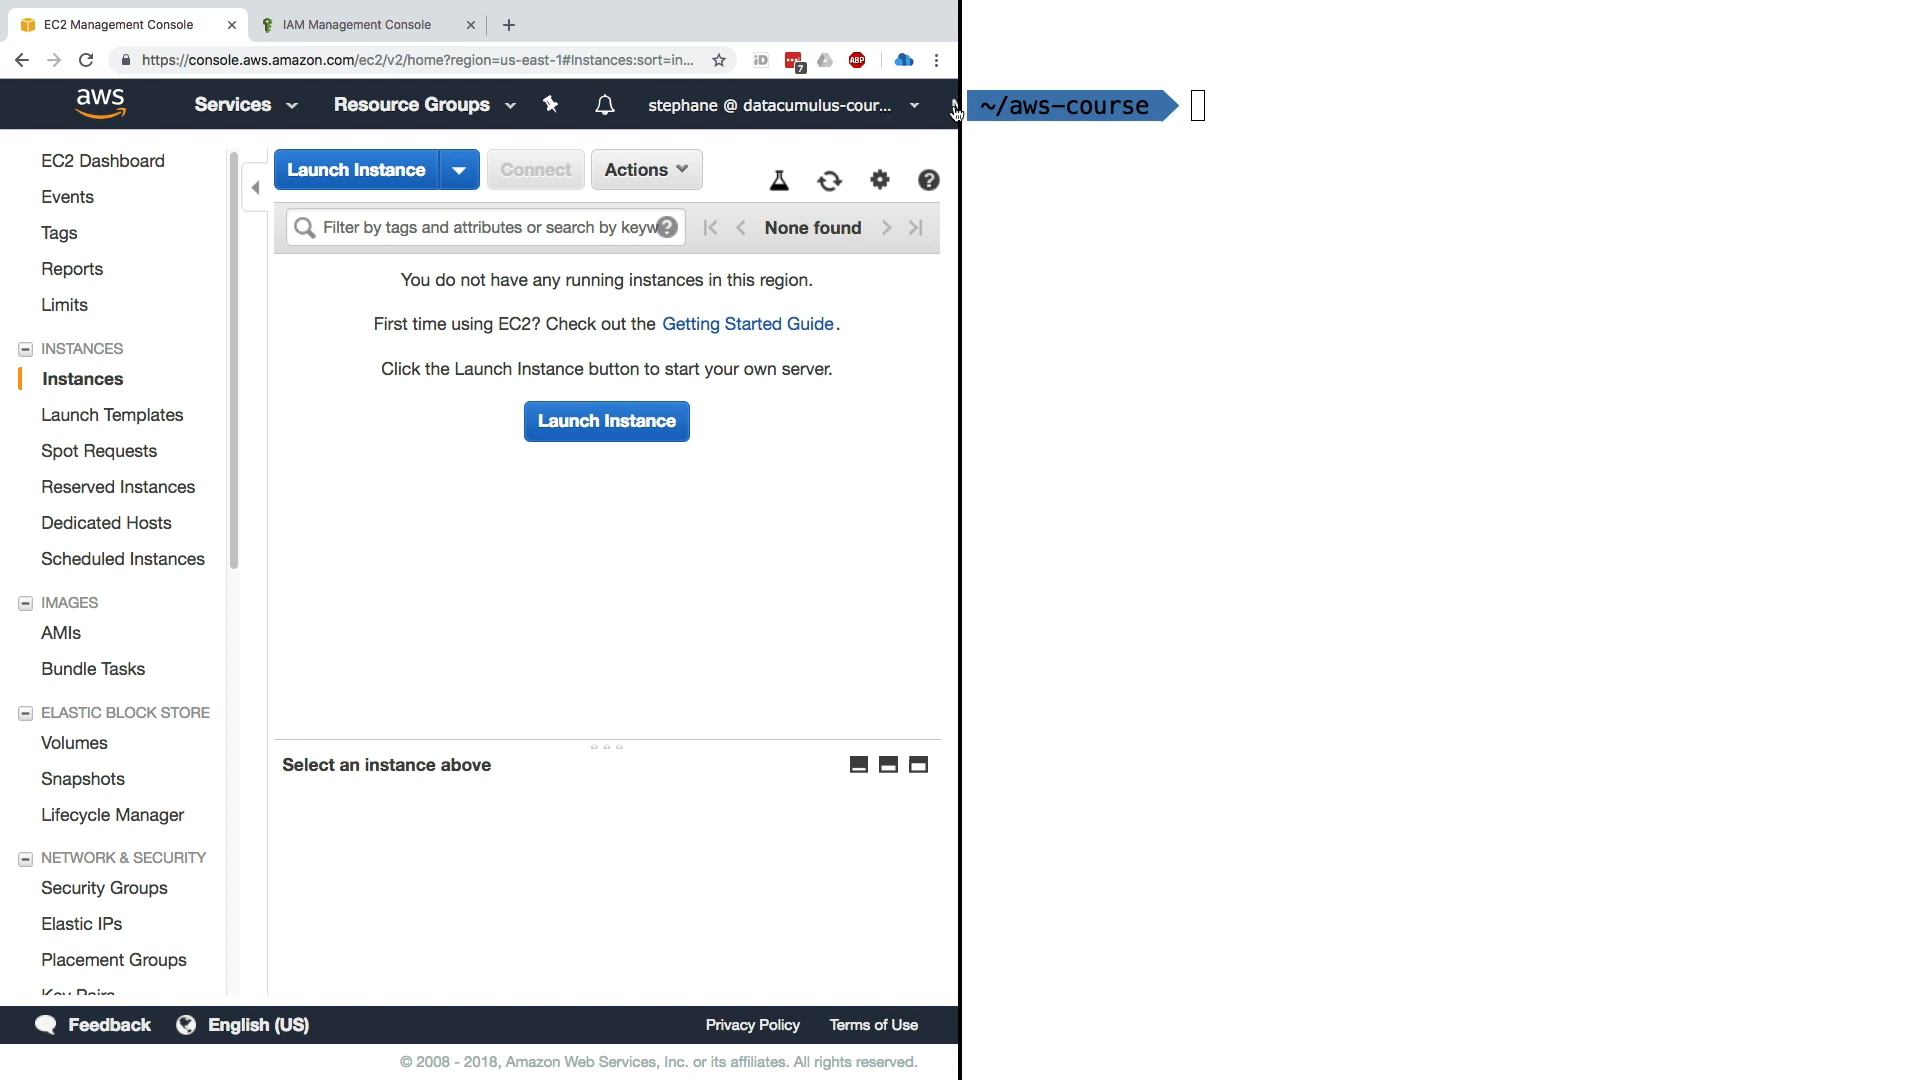 EC2 Management Console
IAM Management Console
https://console.aws.amazon.com/ec2/v2/home?region=us-east-1#Instances:sort=in...
iD
7
ABP
aws
Services
Resource Groups
stephane @ datacumulus-cour...
~/aws-course
EC2 Dashboard
Events
Tags
Reports
Limits
INSTANCES
Instances
Launch Templates
Spot Requests
Reserved Instances
Dedicated Hosts
Scheduled Instances
IMAGES
AMIs
Bundle Tasks
ELASTIC BLOCK STORE
Volumes
Snapshots
Lifecycle Manager
NETWORK & SECURITY
Security Groups
Elastic IPs
Placement Groups
Key Pairs
Launch Instance
Connect
Actions
Filter by tags and attributes or search by keyw
None found
You do not have any running instances in this region.
First time using EC2? Check out the Getting Started Guide.
Click the Launch Instance button to start your own server.
Launch Instance
Select an instance above
Feedback
English (US)
Privacy Policy
Terms of Use
© 2008 - 2018, Amazon Web Services, Inc. or its affiliates. All rights reserved.